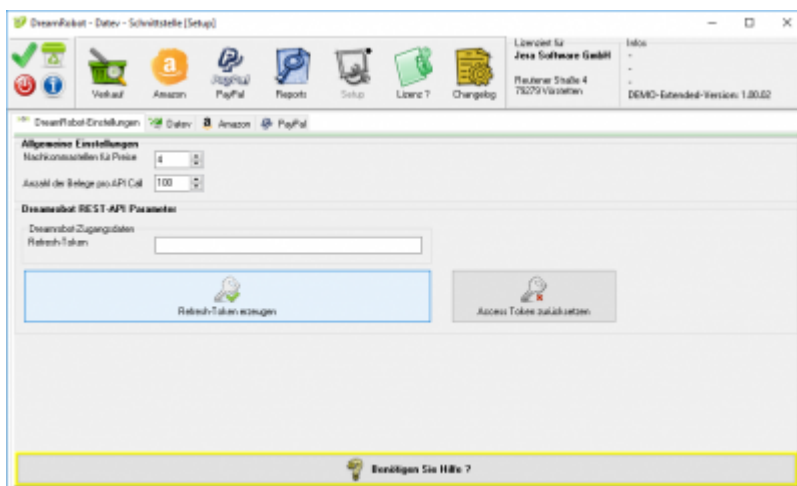 DreamRobot - Datev - Schnittstelle (Setup)
Verkauf
Amazon
PayPal
Reports
Setup
Lizenz ?
Changelog
Lizenziert für
Jera Software GmbH
Reutener Straße 4
79279 Vörstetten
Infos
-
-
-
DEMO-Extended-Version: 1.00.02
DreamRobot-Einstellungen
Datev
Amazon
PayPal
Allgemeine Einstellungen
Nachkommastellen für Preise
4
Anzahl der Belege pro API Call
100
Dreamrobot REST-API Parameter
Dreamrobot-Zugangsdaten
Refresh-Token
Refresh-Token erzeugen
Access Token zurücksetzen
Benötigen Sie Hilfe ?